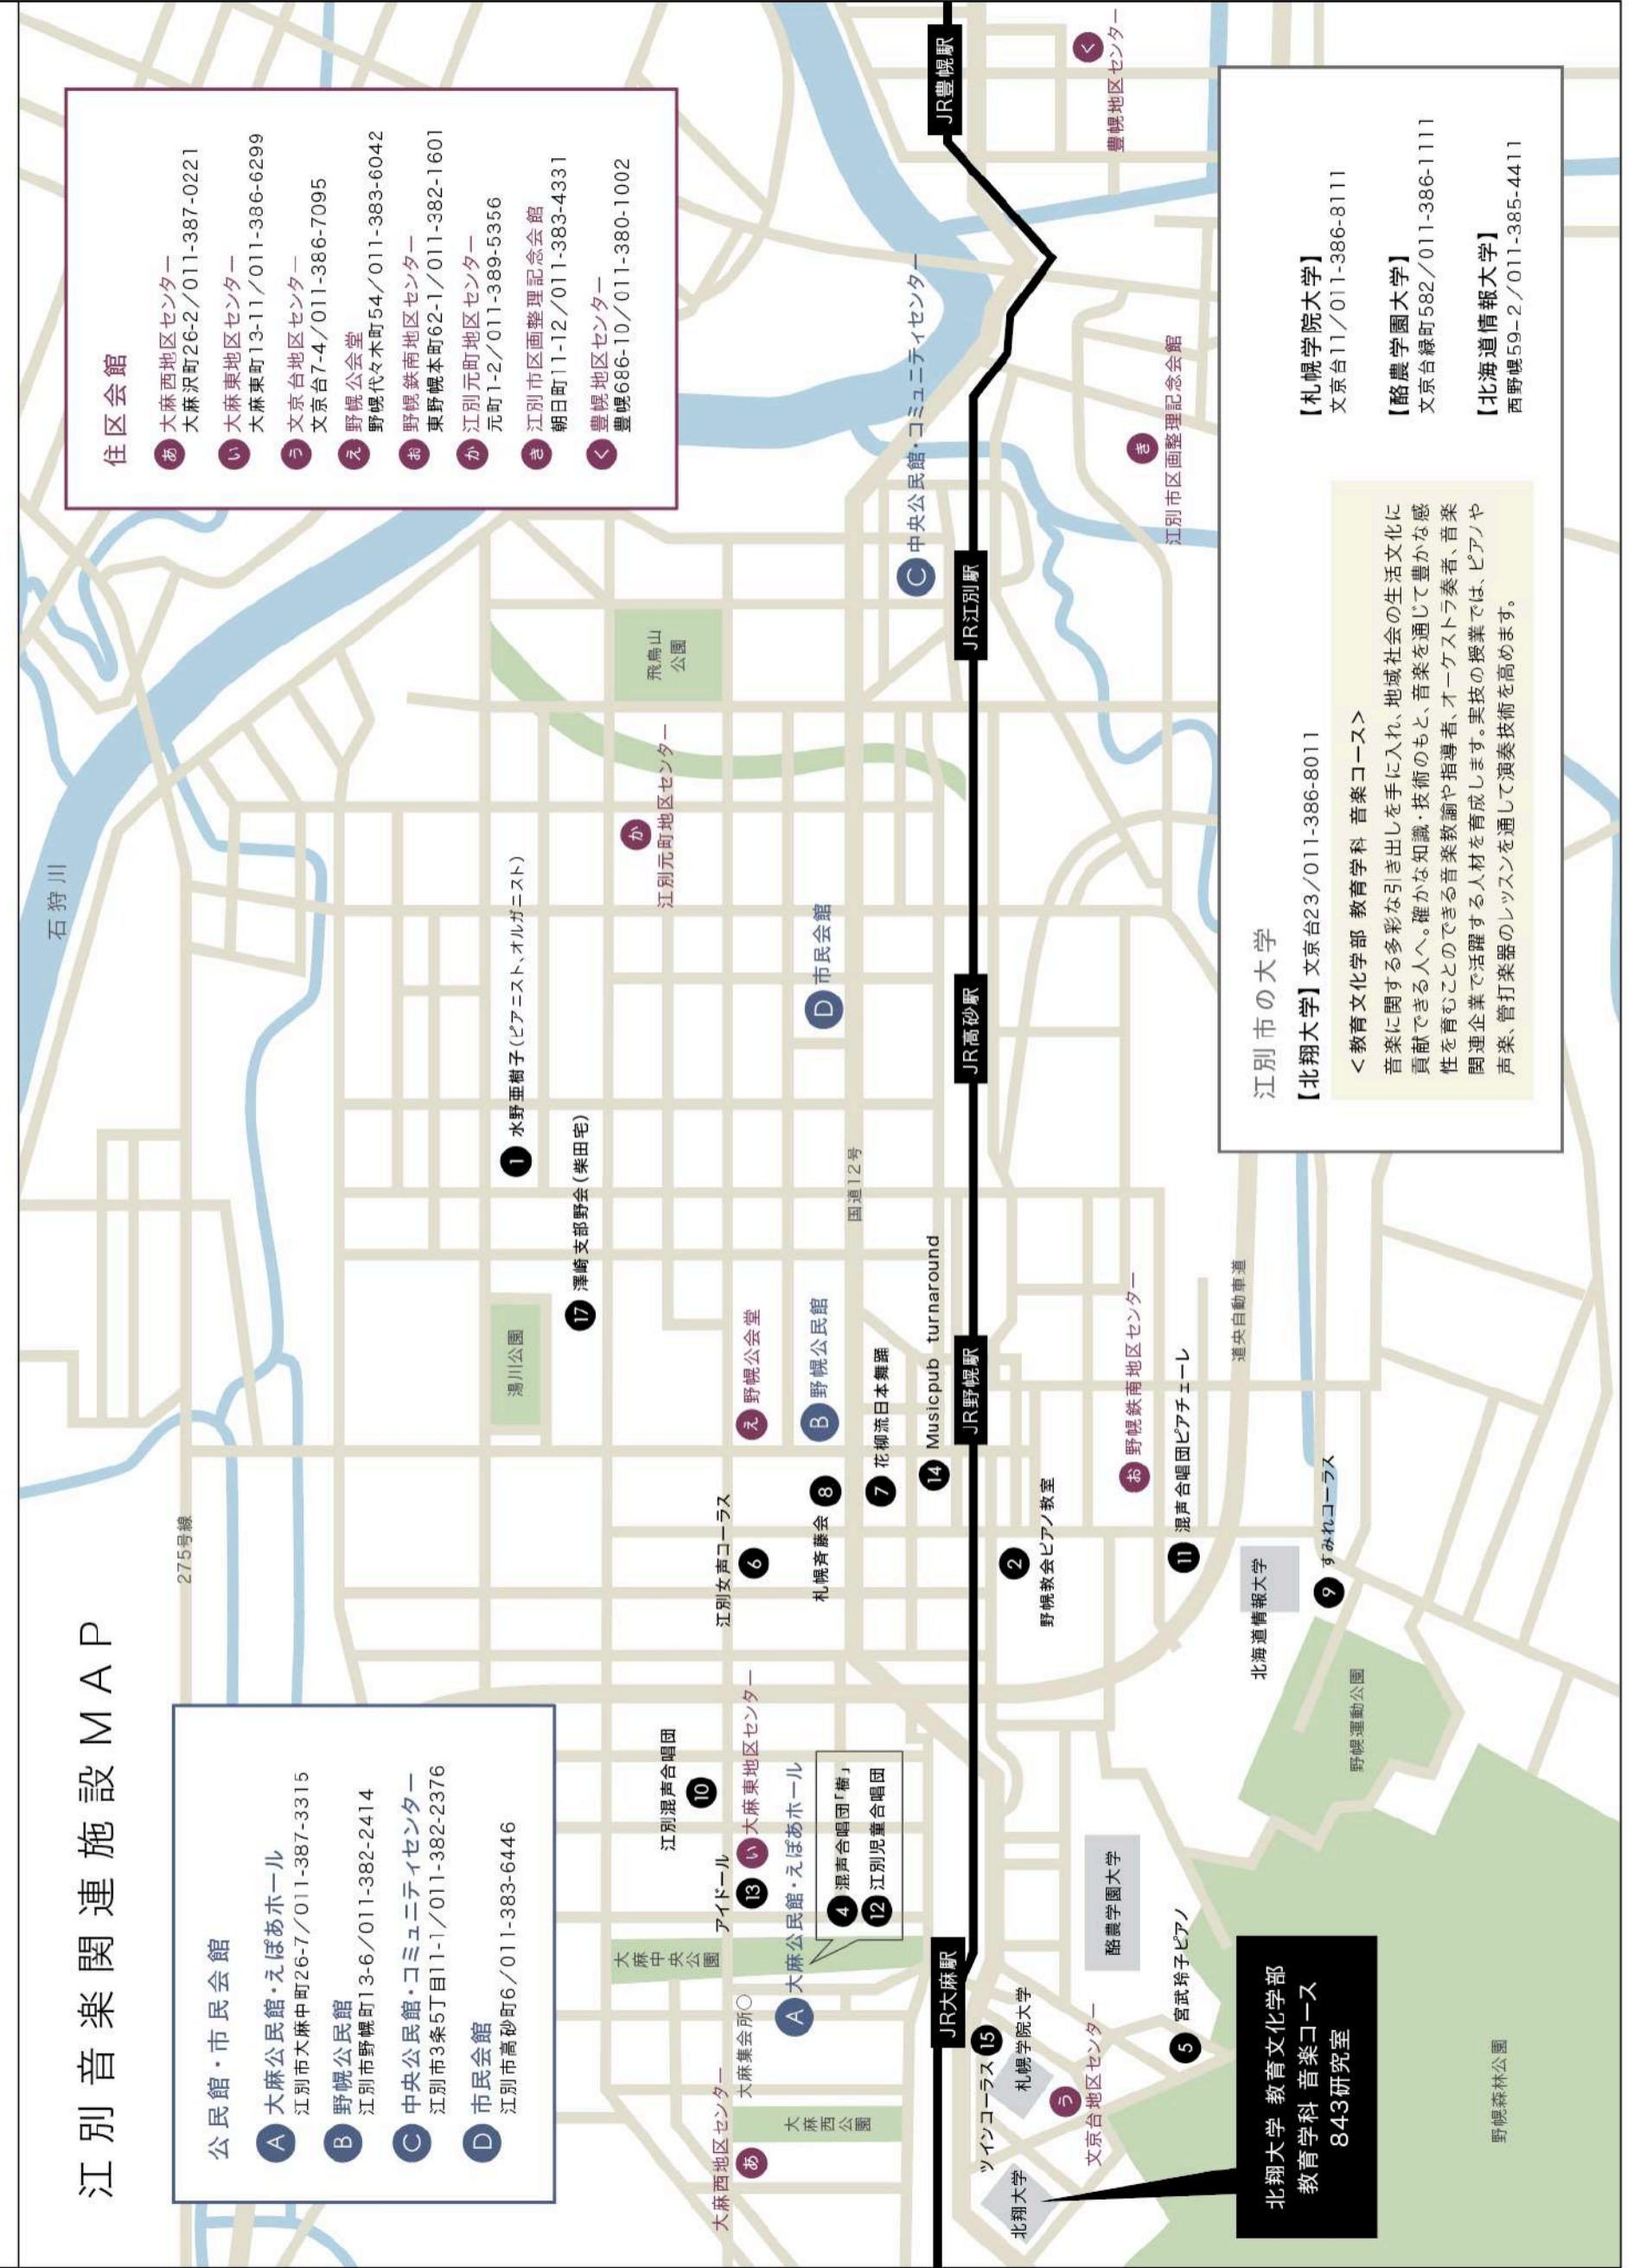 江別音楽関連施設MAP
公民館・市民会館
A 大麻公民館・えぽあホール
江別市大麻中町26-7／011-387-3315
B 野幌公民館
江別市野幌町13-6／011-382-2414
C 中央公民館・コミュニティセンター
江別市3条5丁目11-1／011-382-2376
D 市民会館
江別市高砂町6／011-383-6446
住区会館
あ 大麻西地区センター
大麻沢町26-2／011-387-0221
い 大麻東地区センター
大麻東町13-11／011-386-6299
う 文京台地区センター
文京台7-4／011-386-7095
え 野幌公会堂
野幌代々木町54／011-383-6042
お 野幌鉄南地区センター
東野幌本町62-1／011-382-1601
か 江別元町地区センター
元町1-2／011-389-5356
き 江別市区画整理記念会館
朝日町11-12／011-383-4331
く 豊幌地区センター
豊幌686-10／011-380-1002
石狩川
275号線
湯川公園
1 水野亜樹子（ピアニスト、オルガニスト）
17 澤崎支部野会（柴田宅）
飛鳥山
公園
か
江別元町地区センター
江別混声合唱団
10
江別女声コーラス
6
え 野幌公会堂
アイドール
13
い 大麻東地区センター
大麻中央公園
大麻西地区センター
あ
大麻集会所○
大麻西公園
A 大麻公民館・えぽあホール
4 混声合唱団「樹」
12 江別児童合唱団
札幌斉藤会 8
B 野幌公民館
D 市民会館
国道12号
7 花柳流日本舞踊
14 Musicpub turnaround
C 中央公民館・コミュニティセンター
JR大麻駅
JR野幌駅
JR高砂駅
JR江別駅
JR豊幌駅
く
豊幌地区センター
き
江別市区画整理記念会館
ツインコーラス 15
北翔大学
札幌学院大学
う
文京台地区センター
2
野幌教会ピアノ教室
酪農学園大学
お 野幌鉄南地区センター
5 宮武玲子ピアノ
11 混声合唱団ピアチェーレ
道央自動車道
北海道情報大学
9 すみれコーラス
野幌運動公園
野幌森林公園
北翔大学 教育文化学部
教育学科 音楽コース
843研究室
江別市の大学
【北翔大学】文京台23／011-386-8011
＜教育文化学部 教育学科 音楽コース＞
音楽に関する多彩な引き出しを手に入れ、地域社会の生活文化に
貢献できる人へ。確かな知識・技術のもと、音楽を通じて豊かな感
性を育むことのできる音楽教諭や指導者、オーケストラ奏者、音楽
関連企業で活躍する人材を育成します。実技の授業では、ピアノや
声楽、管打楽器のレッスンを通して演奏技術を高めます。
【札幌学院大学】
文京台11／011-386-8111
【酪農学園大学】
文京台緑町582／011-386-1111
【北海道情報大学】
西野幌59-2／011-385-4411